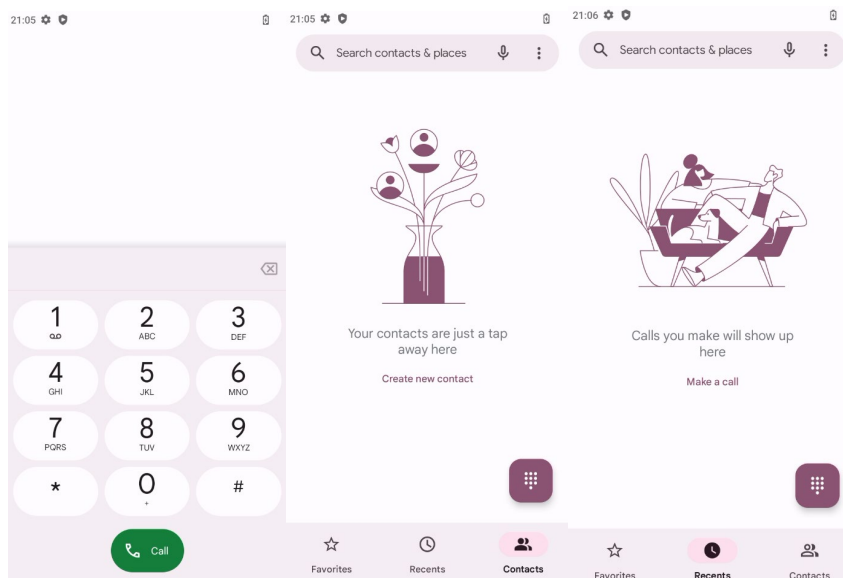 21:05
1
2
ABC
3
DEF
4
GHI
5
JKL
6
MNO
7
PQRS
8
TUV
9
WXYZ
*
0
+
#
Call
21:05
Search contacts & places
Your contacts are just a tap
away here
Create new contact
Favorites
Recents
Contacts
21:06
Search contacts & places
Calls you make will show up
here
Make a call
Favorites
Recents
Contacts